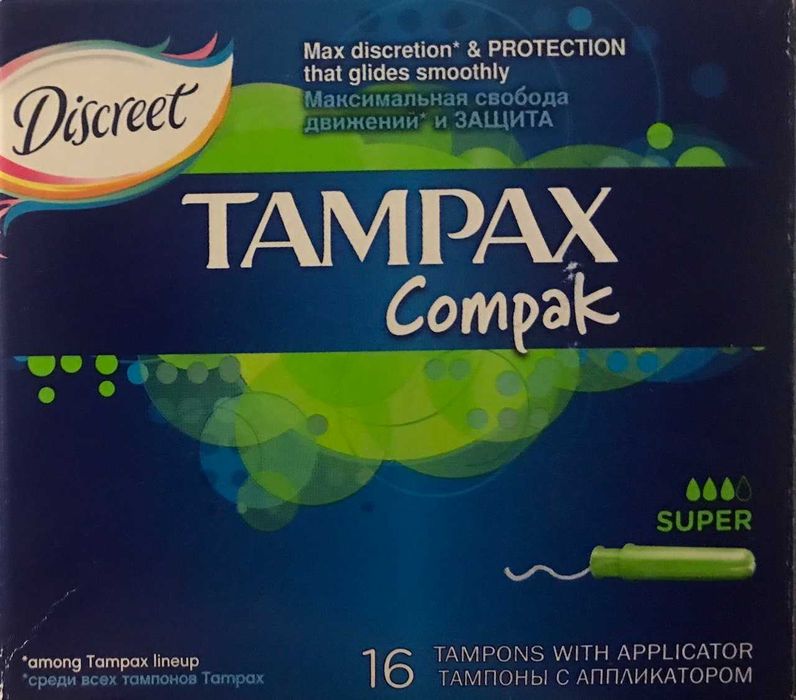 Discreet
Max discretion* & PROTECTION
that glides smoothly
Максимальная свобода
движений* и ЗАЩИТА
TAMPAX
Compak
SUPER
*among Tampax lineup
*среди всех тампонов Tampax
16 TAMPONS WITH APPLICATOR
ТАМПОНЫ С АППЛИКАТОРОМ